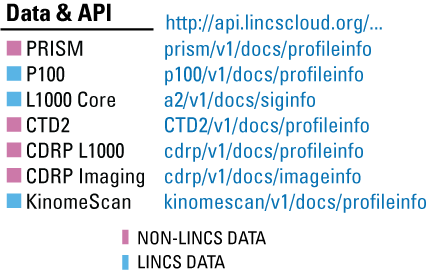 Data & API http://api.lincscloud.org/...
PRISM prism/v1/docs/profileinfo
P100 p100/v1/docs/profileinfo
L1000 Core a2/v1/docs/siginfo
CTD2 CTD2/v1/docs/profileinfo
CDRP L1000 cdrp/v1/docs/profileinfo
CDRP Imaging cdrp/v1/docs/imageinfo
KinomeScan kinomescan/v1/docs/profileinfo
NON-LINCS DATA
LINCS DATA